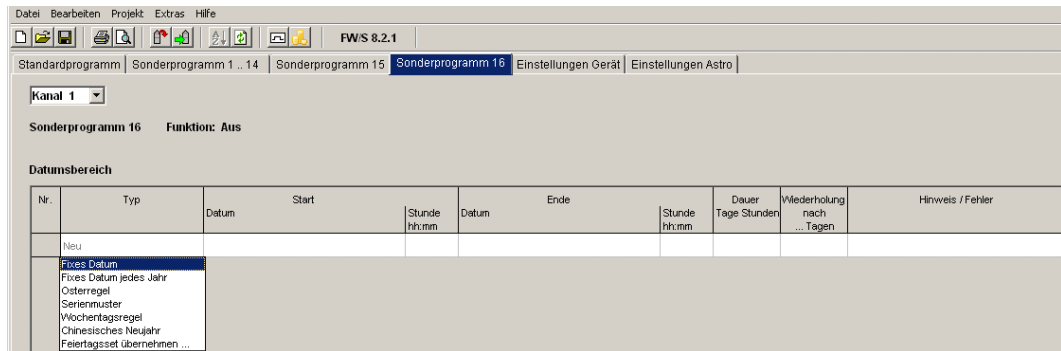 Datei Bearbeiten Projekt Extras Hilfe
FW/S 8.2.1
Standardprogramm Sonderprogramm 1 .. 14 Sonderprogramm 15 Sonderprogramm 16 Einstellungen Gerät Einstellungen Astro
Kanal 1
Sonderprogramm 16 Funktion: Aus
Datumsbereich
Nr. Typ Start Ende Dauer Wiederholung Hinweis / Fehler
Datum Stunde Datum Stunde Tage Stunden nach
hh:mm hh:mm ... Tagen
Neu
Fixes Datum
Fixes Datum jedes Jahr
Osterregel
Serienmuster
Wochentagsregel
Chinesisches Neujahr
Feiertagsset übernehmen ...